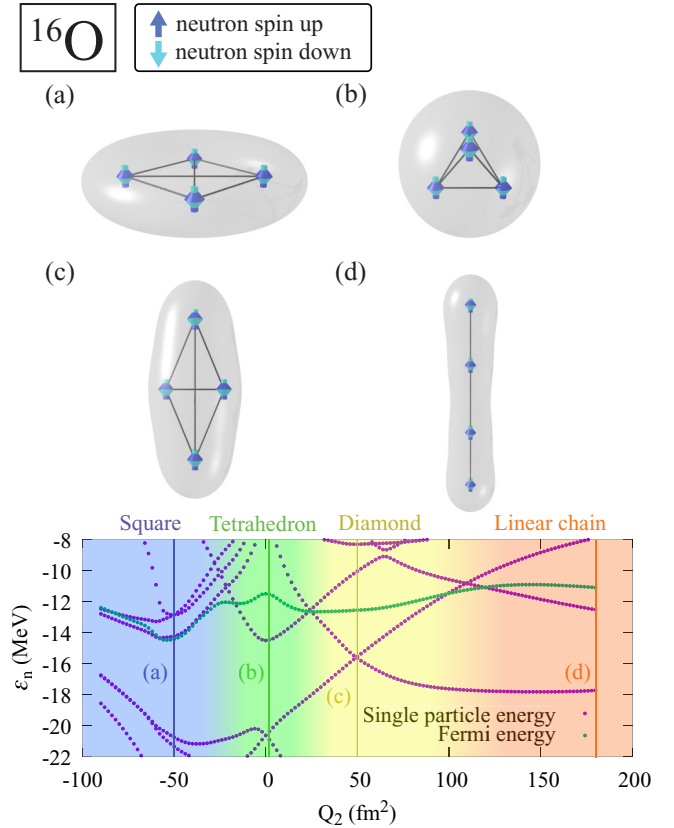 16O
neutron spin up
neutron spin down
(a)
(b)
(c)
(d)
Square
Tetrahedron
Diamond
Linear chain
-8
-10
-12
-14
-16
-18
-20
-22
εn (MeV)
(a)
(b)
(c)
(d)
Single particle energy
Fermi energy
-100
-50
0
50
100
150
200
Q2 (fm2)